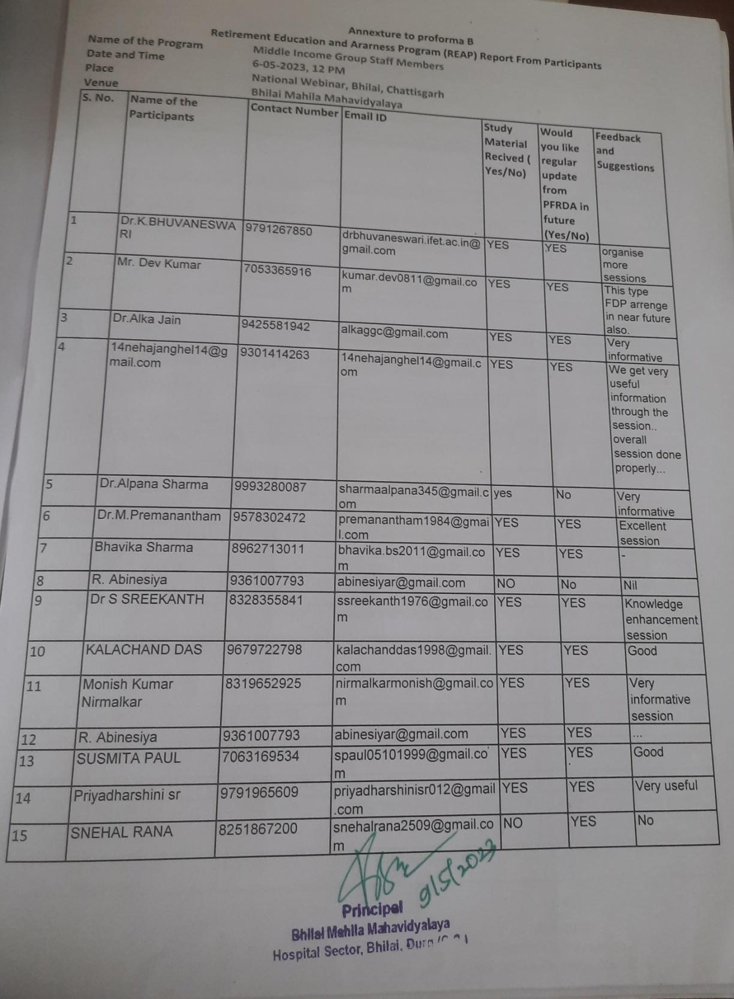 Annexture to proforma B
Retirement Education and Ararness Program (REAP) Report From Participants
Name of the Program Middle Income Group Staff Members
Date and Time 6-05-2023, 12 PM
Place National Webinar, Bhilai, Chattisgarh
Venue Bhilai Mahila Mahavidyalaya
S. No. Name of the Participants Contact Number Email ID Study Material Recived ( Yes/No) Would you like regular update from PFRDA in future (Yes/No) Feedback and Suggestions
1 Dr.K.BHUVANESWARI 9791267850 drbhuvaneswari.ifet.ac.in@gmail.com YES YES organise more sessions
2 Mr. Dev Kumar 7053365916 kumar.dev0811@gmail.com YES YES This type FDP arrenge in near future also.
3 Dr.Alka Jain 9425581942 alkaggc@gmail.com YES YES Very informative
4 14nehajanghel14@gmail.com 9301414263 14nehajanghel14@gmail.com YES YES We get very useful information through the session.. overall session done properly...
5 Dr.Alpana Sharma 9993280087 sharmaalpana345@gmail.com yes No Very informative
6 Dr.M.Premanantham 9578302472 premanantham1984@gmail.com YES YES Excellent session
7 Bhavika Sharma 8962713011 bhavika.bs2011@gmail.com YES YES -
8 R. Abinesiya 9361007793 abinesiyar@gmail.com NO No Nil
9 Dr S SREEKANTH 8328355841 ssreekanth1976@gmail.com YES YES Knowledge enhancement session
10 KALACHAND DAS 9679722798 kalachanddas1998@gmail.com YES YES Good
11 Monish Kumar Nirmalkar 8319652925 nirmalkarmonish@gmail.com YES YES Very informative session
12 R. Abinesiya 9361007793 abinesiyar@gmail.com YES YES ...
13 SUSMITA PAUL 7063169534 spaul05101999@gmail.com YES YES Good
14 Priyadharshini sr 9791965609 priyadharshinisr012@gmail.com YES YES Very useful
15 SNEHAL RANA 8251867200 snehalrana2509@gmail.com NO YES No
9/5/2023
Principal
Bhilai Mahila Mahavidyalaya
Hospital Sector, Bhilai, Durg